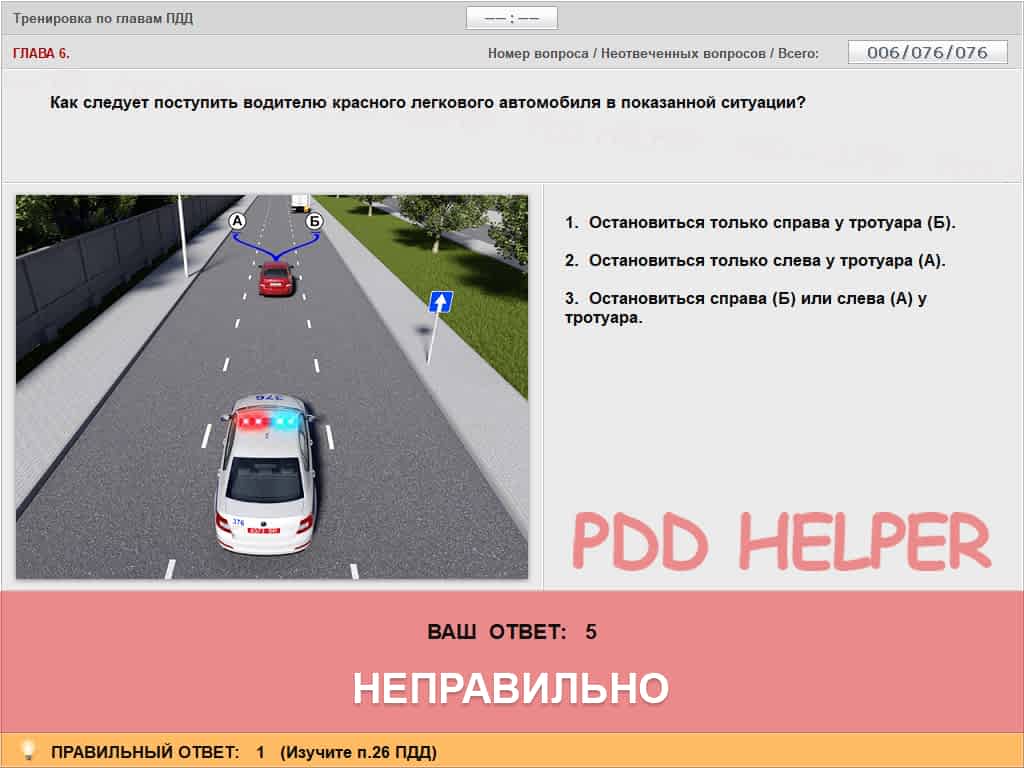 Тренировка по главам ПДД
—— : ——
ГЛАВА 6.
Номер вопроса / Неотвеченных вопросов / Всего:
006/076/076
Как следует поступить водителю красного легкового автомобиля в показанной ситуации?
А
Б
376
376
1. Остановиться только справа у тротуара (Б).
2. Остановиться только слева у тротуара (А).
3. Остановиться справа (Б) или слева (А) у
тротуара.
PDD HELPER
ВАШ ОТВЕТ: 5
НЕПРАВИЛЬНО
ПРАВИЛЬНЫЙ ОТВЕТ: 1 (Изучите п.26 ПДД)